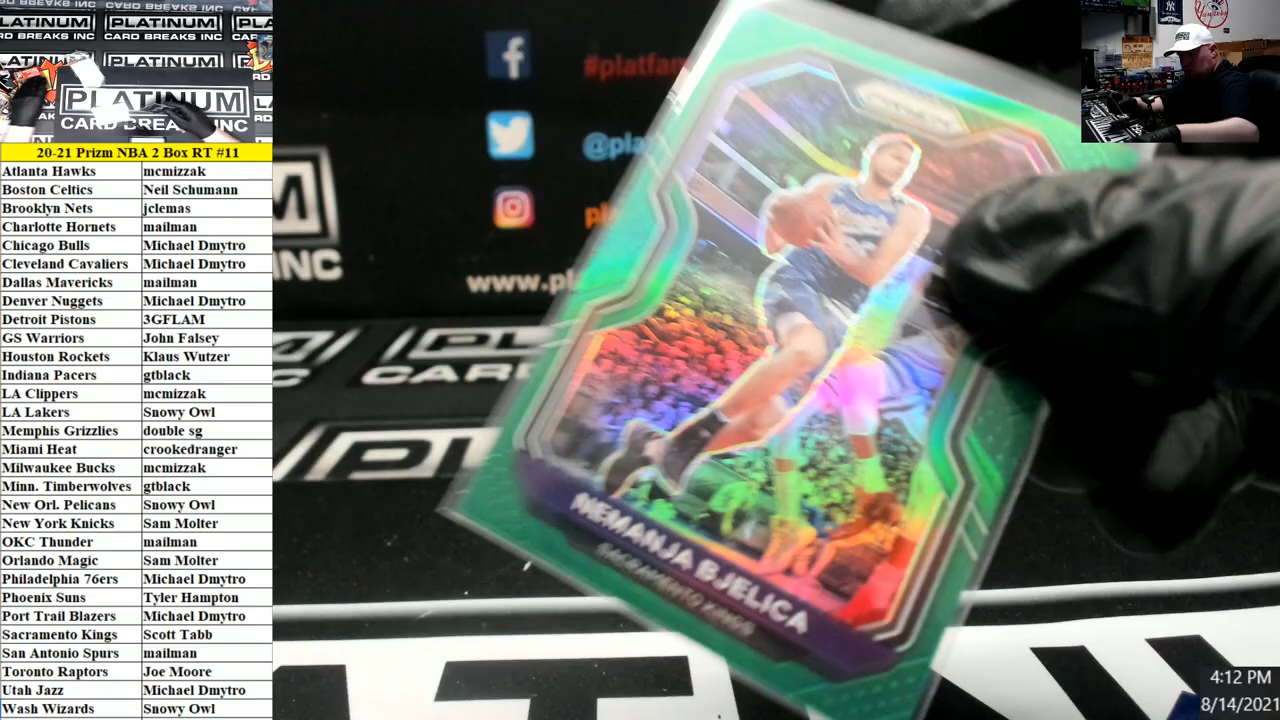 PLATINUM
CARD BREAKS INC
PLATINUM
CARD BREAKS INC
20-21 Prizm NBA 2 Box RT #11
Atlanta Hawks mcmizzak
Boston Celtics Neil Schumann
Brooklyn Nets jclemas
Charlotte Hornets mailman
Chicago Bulls Michael Dmytro
Cleveland Cavaliers Michael Dmytro
Dallas Mavericks mailman
Denver Nuggets Michael Dmytro
Detroit Pistons 3GFLAM
GS Warriors John Falsey
Houston Rockets Klaus Wutzer
Indiana Pacers gtblack
LA Clippers mcmizzak
LA Lakers Snowy Owl
Memphis Grizzlies double sg
Miami Heat crookedranger
Milwaukee Bucks mcmizzak
Minn. Timberwolves gtblack
New Orl. Pelicans Snowy Owl
New York Knicks Sam Molter
OKC Thunder mailman
Orlando Magic Sam Molter
Philadelphia 76ers Michael Dmytro
Phoenix Suns Tyler Hampton
Port Trail Blazers Michael Dmytro
Sacramento Kings Scott Tabb
San Antonio Spurs mailman
Toronto Raptors Joe Moore
Utah Jazz Michael Dmytro
Wash Wizards Snowy Owl
#platfam
@pla
www.pl
INC
CAR
NEMANJA BJELICA
SACRAMENTO KINGS
4:12 PM
8/14/2021